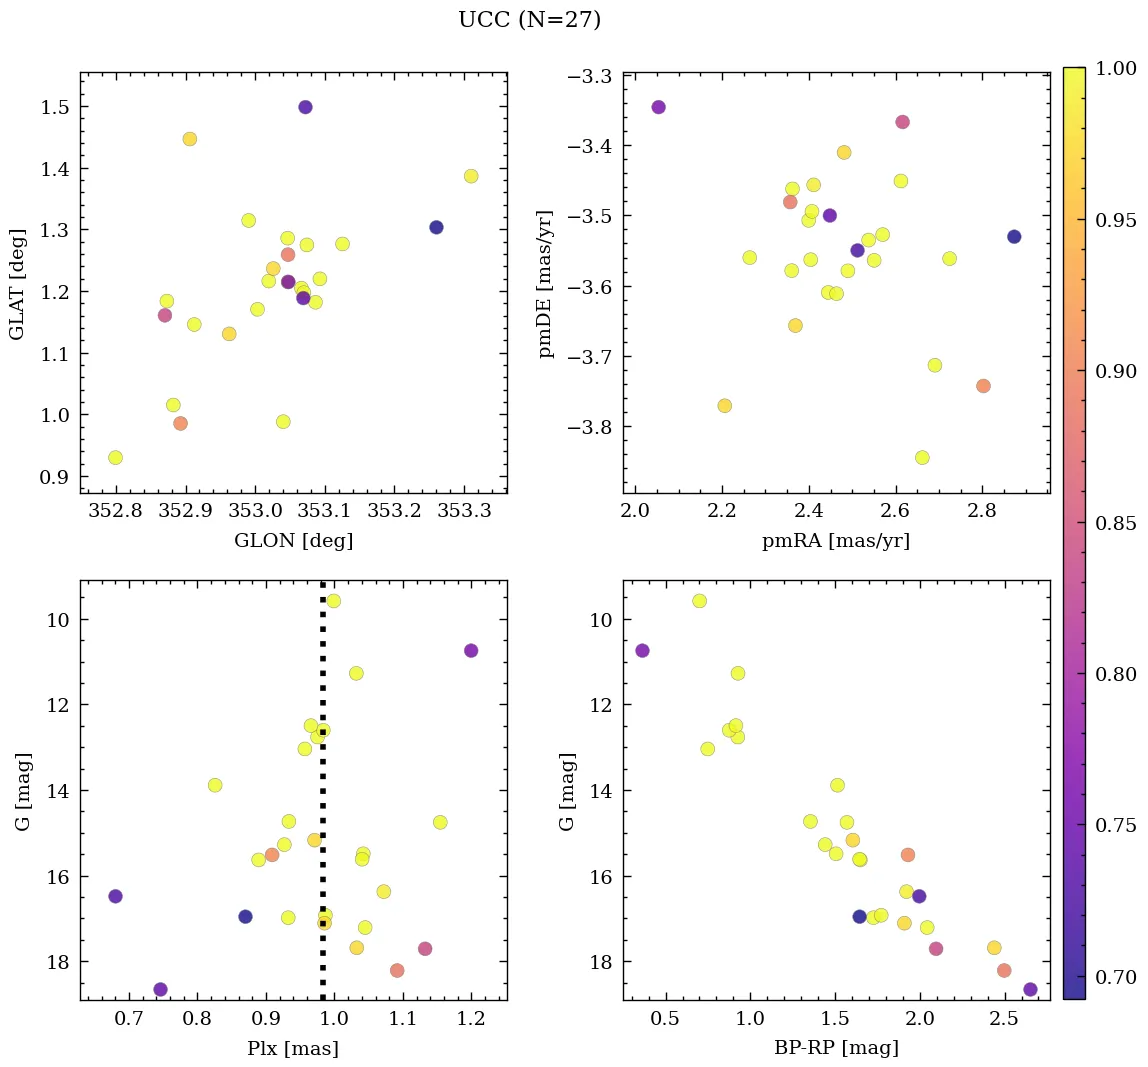 UCC (N=27)
1.5
1.4
1.3
1.2
1.1
1.0
0.9
GLAT [deg]
352.8 352.9 353.0 353.1 353.2 353.3
GLON [deg]
−3.3
−3.4
−3.5
−3.6
−3.7
−3.8
pmDE [mas/yr]
2.0 2.2 2.4 2.6 2.8
pmRA [mas/yr]
10
12
14
16
18
G [mag]
0.7 0.8 0.9 1.0 1.1 1.2
Plx [mas]
10
12
14
16
18
G [mag]
0.5 1.0 1.5 2.0 2.5
BP-RP [mag]
1.00
0.95
0.90
0.85
0.80
0.75
0.70